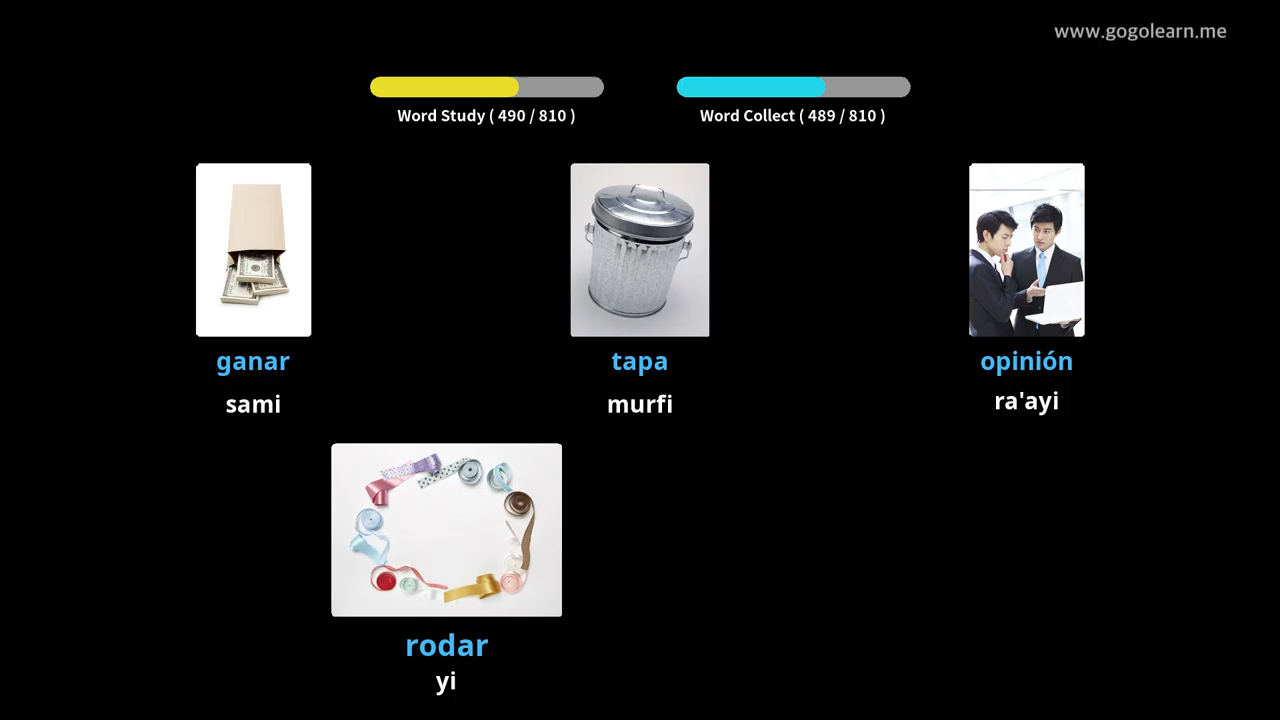 www.gogolearn.me
Word Study ( 490 / 810 )
Word Collect ( 489 / 810 )
ganar
sami
tapa
murfi
opinión
ra'ayi
rodar
yi